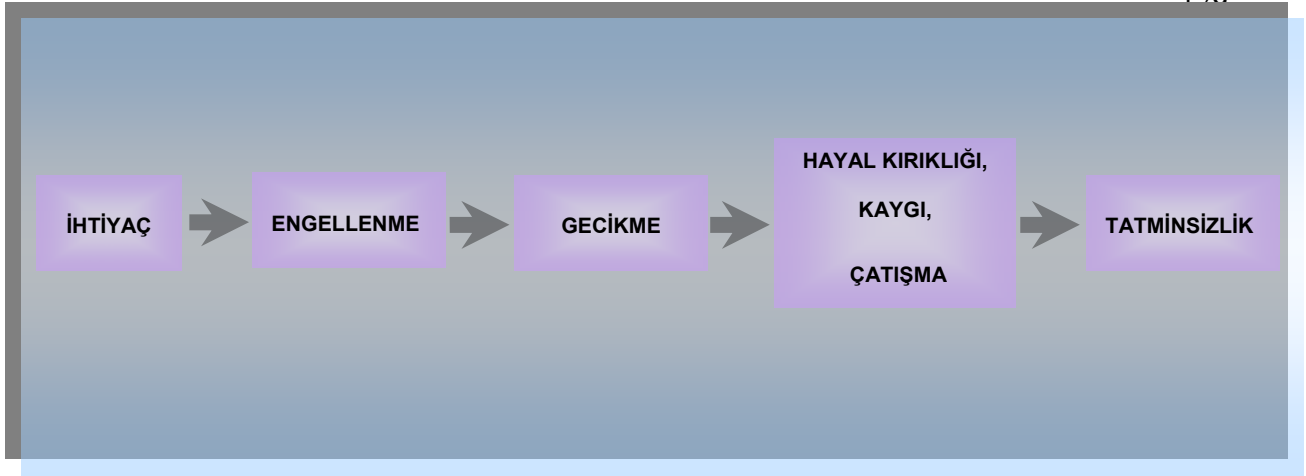 İHTİYAÇ
ENGELLENME
GECİKME
HAYAL KIRIKLIĞI,
KAYGI,
ÇATIŞMA
TATMİNSİZLİK